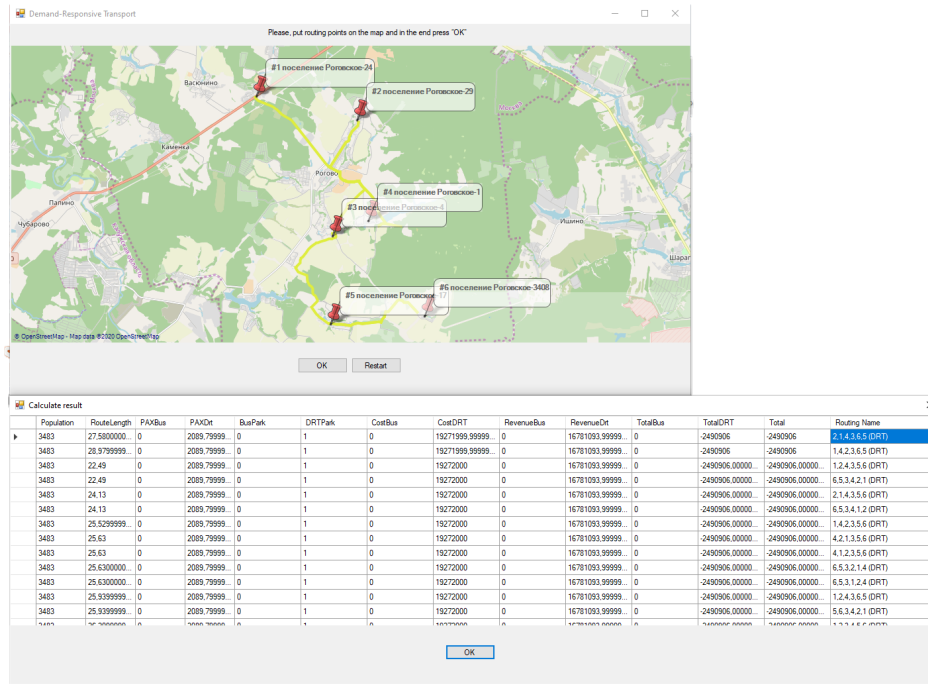 Demand-Responsive Transport
Please, put routing points on the map and in the end press "OK"
#1 поселение Роговское-24
Васюнино
#2 поселение Роговское-29
Москва
Каменка
Рогово
#4 поселение Роговское-1
Папино
#3 поселение Роговское-4
Чубарово
Ишино
Шарап
#6 поселение Роговское-3408
#5 поселение Роговское-17
© OpenStreetMap - Map data ©2020 OpenStreetMap
OK Restart
Calculate result
Population RouteLength PAXBus PAXDrt BusPark DRTPark CostBus CostDRT RevenueBus RevenueDrt TotalBus TotalDRT Total Routing Name
3483 27,5800000... 0 2089,79999... 0 1 0 19271999,99999... 0 16781093,99999... 0 -2490906 -2490906 2,1,4,3,6,5 (DRT)
3483 28,9799999... 0 2089,79999... 0 1 0 19271999,99999... 0 16781093,99999... 0 -2490906 -2490906 1,4,2,3,6,5 (DRT)
3483 22,49 0 2089,79999... 0 1 0 19272000 0 16781093,99999... 0 -2490906,00000... -2490906,00000... 1,2,4,3,5,6 (DRT)
3483 22,49 0 2089,79999... 0 1 0 19272000 0 16781093,99999... 0 -2490906,00000... -2490906,00000... 6,5,3,4,2,1 (DRT)
3483 24,13 0 2089,79999... 0 1 0 19272000 0 16781093,99999... 0 -2490906,00000... -2490906,00000... 2,1,4,3,5,6 (DRT)
3483 24,13 0 2089,79999... 0 1 0 19272000 0 16781093,99999... 0 -2490906,00000... -2490906,00000... 6,5,3,4,1,2 (DRT)
3483 25,5299999... 0 2089,79999... 0 1 0 19272000 0 16781093,99999... 0 -2490906,00000... -2490906,00000... 1,4,2,3,5,6 (DRT)
3483 25,63 0 2089,79999... 0 1 0 19272000 0 16781093,99999... 0 -2490906,00000... -2490906,00000... 4,2,1,3,5,6 (DRT)
3483 25,63 0 2089,79999... 0 1 0 19272000 0 16781093,99999... 0 -2490906,00000... -2490906,00000... 4,1,2,3,5,6 (DRT)
3483 25,6300000... 0 2089,79999... 0 1 0 19272000 0 16781093,99999... 0 -2490906,00000... -2490906,00000... 6,5,3,2,1,4 (DRT)
3483 25,6300000... 0 2089,79999... 0 1 0 19272000 0 16781093,99999... 0 -2490906,00000... -2490906,00000... 6,5,3,1,2,4 (DRT)
3483 25,9399999... 0 2089,79999... 0 1 0 19272000 0 16781093,99999... 0 -2490906,00000... -2490906,00000... 1,2,4,3,6,5 (DRT)
3483 25,9399999... 0 2089,79999... 0 1 0 19272000 0 16781093,99999... 0 -2490906,00000... -2490906,00000... 5,6,3,4,2,1 (DRT)
OK